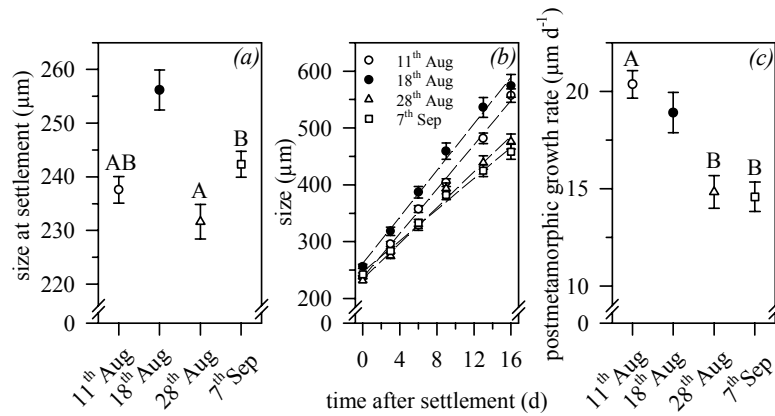 (a)
size at settlement (µm)
260
250
240
230
220
0
AB
A
B
11th Aug
18th Aug
28th Aug
7th Sep
(b)
size (µm)
600
500
400
300
200
0
11th Aug
18th Aug
28th Aug
7th Sep
0 4 8 12 16
time after settlement (d)
(c)
postmetamorphic growth rate (µm d-1)
20
15
10
0
A
B
B
11th Aug
18th Aug
28th Aug
7th Sep